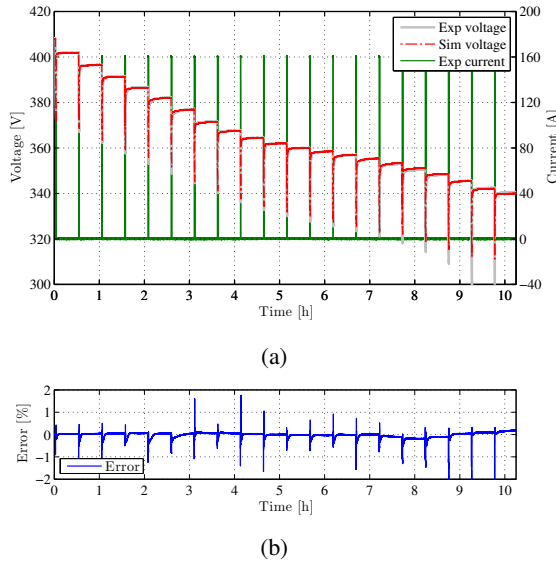 420
400
380
360
340
320
300
Voltage [V]
200
160
120
80
40
0
−40
Current [A]
Exp voltage
Sim voltage
Exp current
0 1 2 3 4 5 6 7 8 9 10
Time [h]
(a)
2
1
0
−1
−2
Error [%]
Error
0 1 2 3 4 5 6 7 8 9 10
Time [h]
(b)